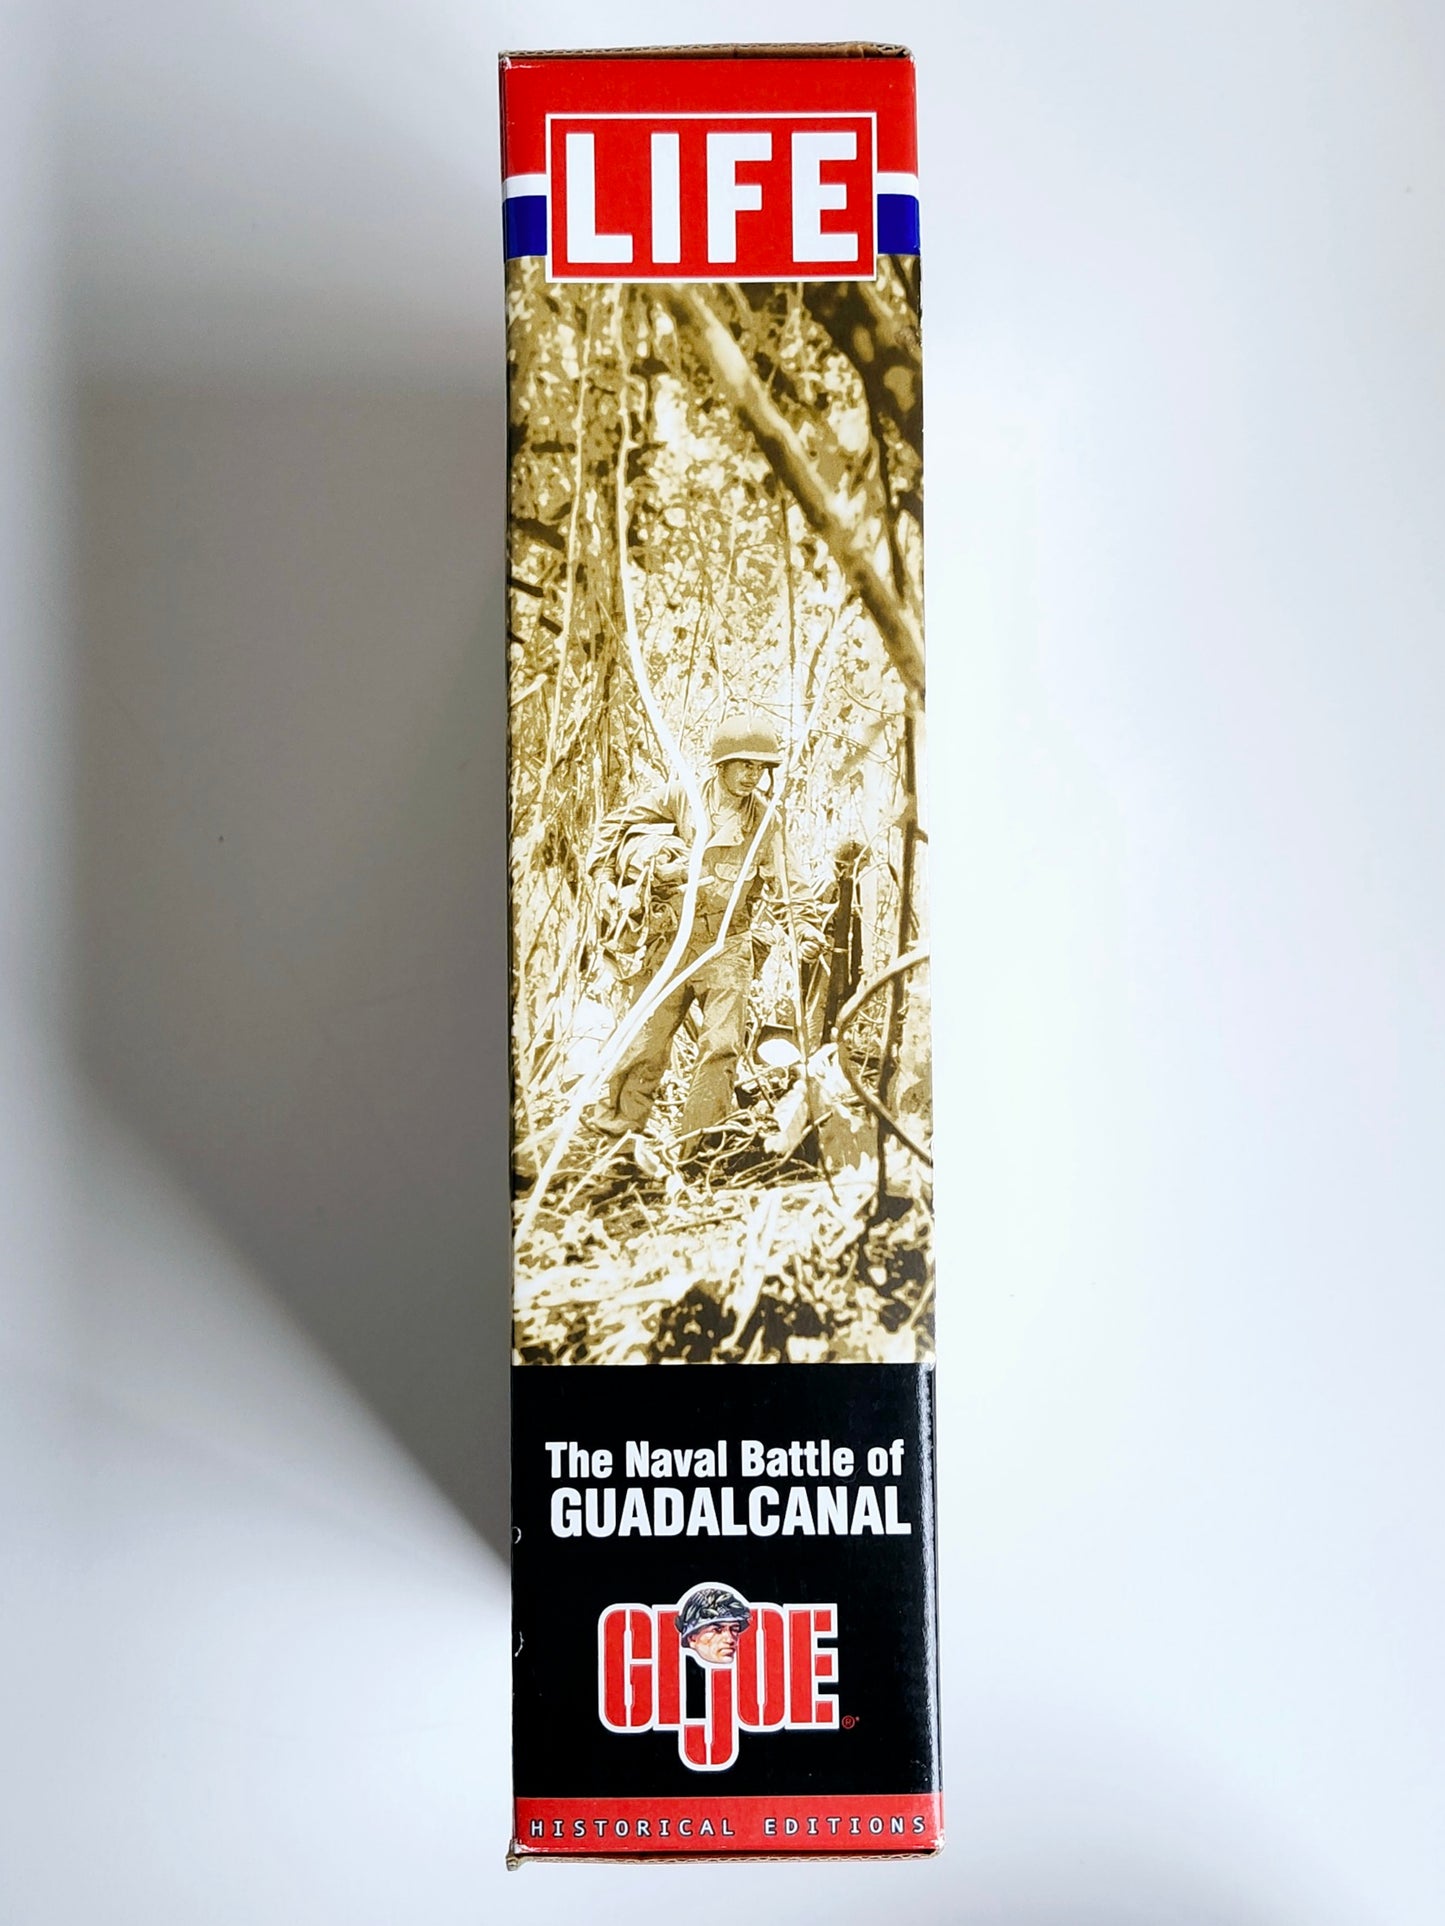 LIFE
The Naval Battle of
GUADALCANAL
GI JOE ®*
HISTORICAL EDITIONS